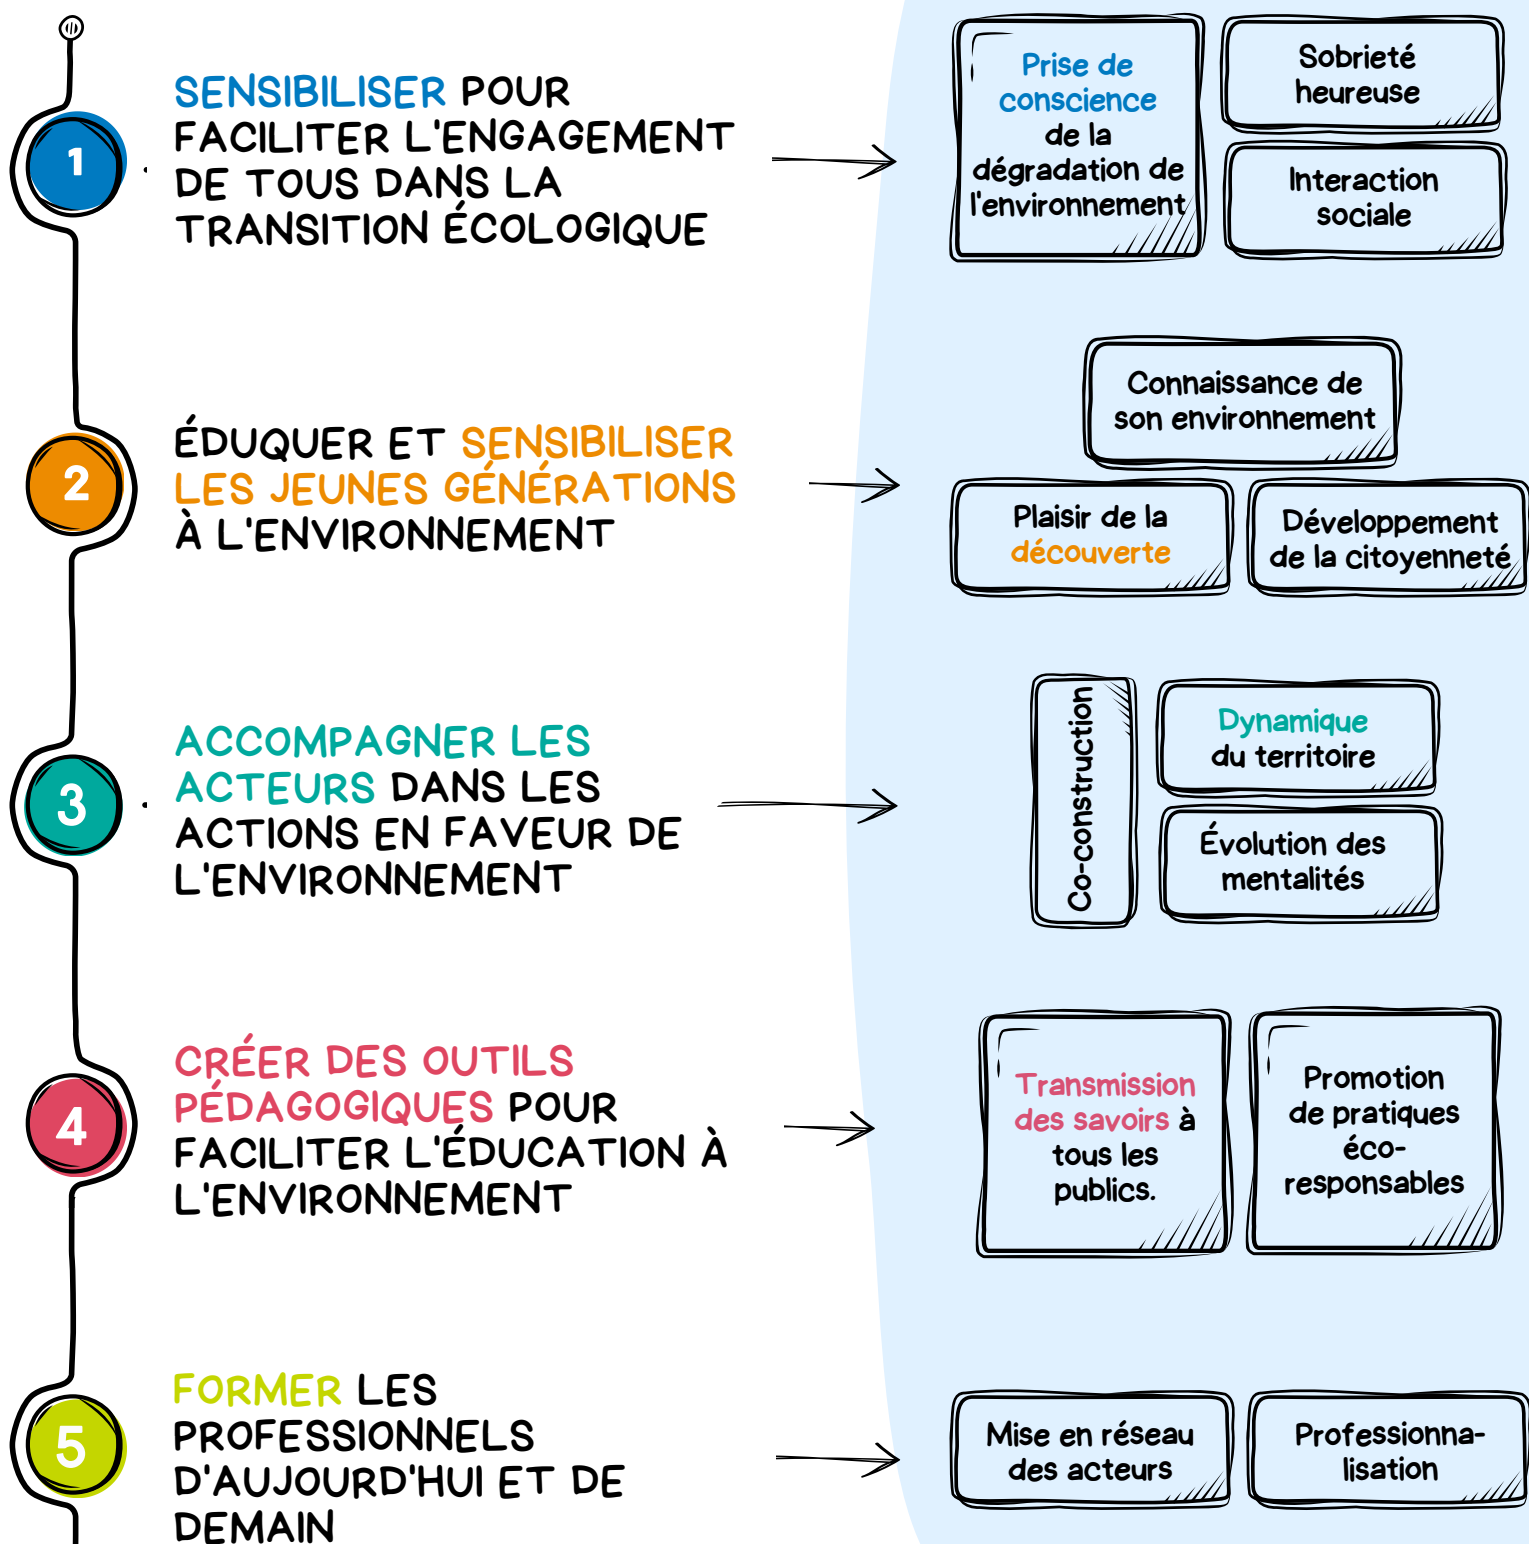 1
SENSIBILISER POUR
FACILITER L'ENGAGEMENT
DE TOUS DANS LA
TRANSITION ÉCOLOGIQUE
Prise de
conscience
de la
dégradation de
l'environnement
Sobrieté
heureuse
Interaction
sociale
2
ÉDUQUER ET SENSIBILISER
LES JEUNES GÉNÉRATIONS
À L'ENVIRONNEMENT
Connaissance de
son environnement
Plaisir de la
découverte
Développement
de la citoyenneté
3
ACCOMPAGNER LES
ACTEURS DANS LES
ACTIONS EN FAVEUR DE
L'ENVIRONNEMENT
Co-construction
Dynamique
du territoire
Évolution des
mentalités
4
CRÉER DES OUTILS
PÉDAGOGIQUES POUR
FACILITER L'ÉDUCATION À
L'ENVIRONNEMENT
Transmission
des savoirs à
tous les
publics.
Promotion
de pratiques
éco-
responsables
5
FORMER LES
PROFESSIONNELS
D'AUJOURD'HUI ET DE
DEMAIN
Mise en réseau
des acteurs
Professionna-
lisation